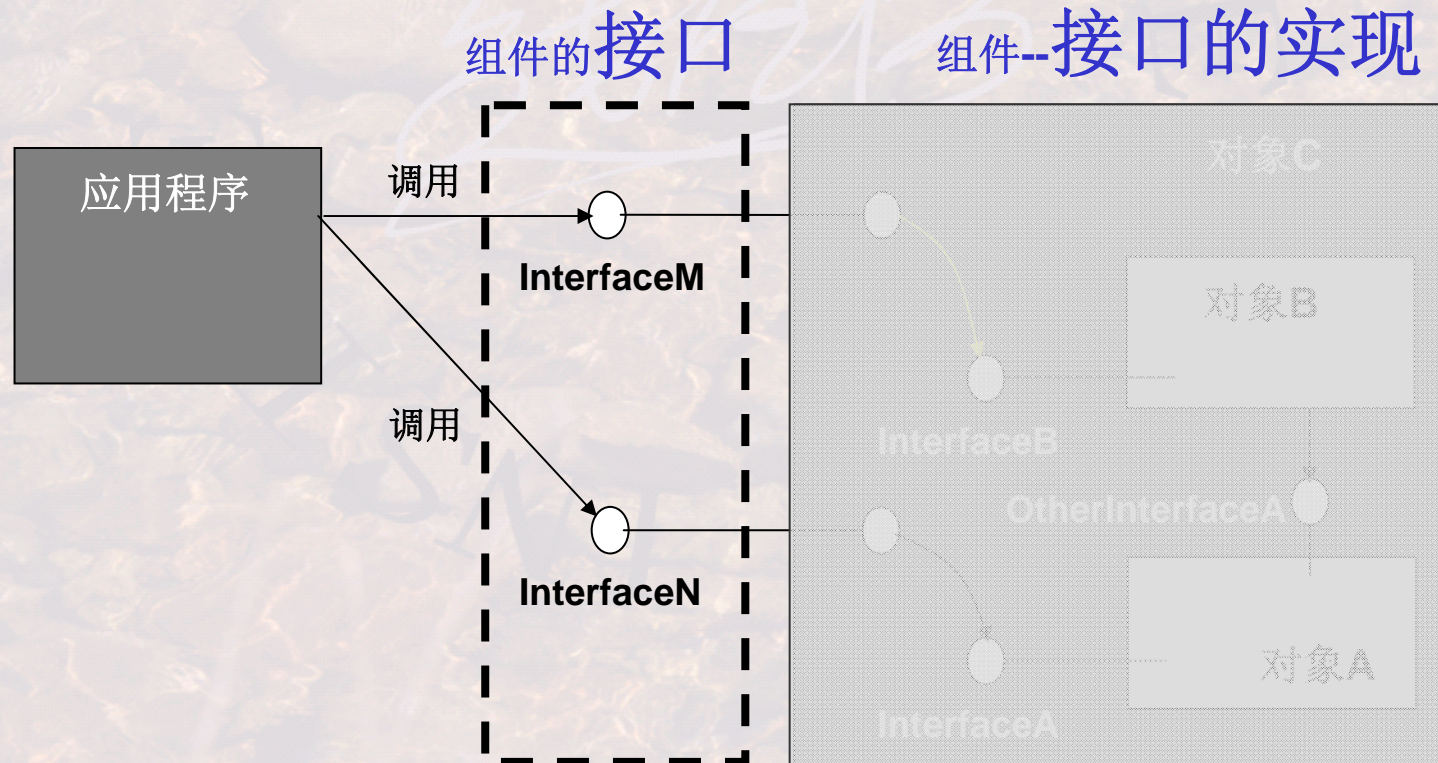 组件的接口
组件--接口的实现
应用程序
调用
InterfaceM
调用
InterfaceN
对象C
对象B
InterfaceB
OtherInterfaceA
对象A
InterfaceA